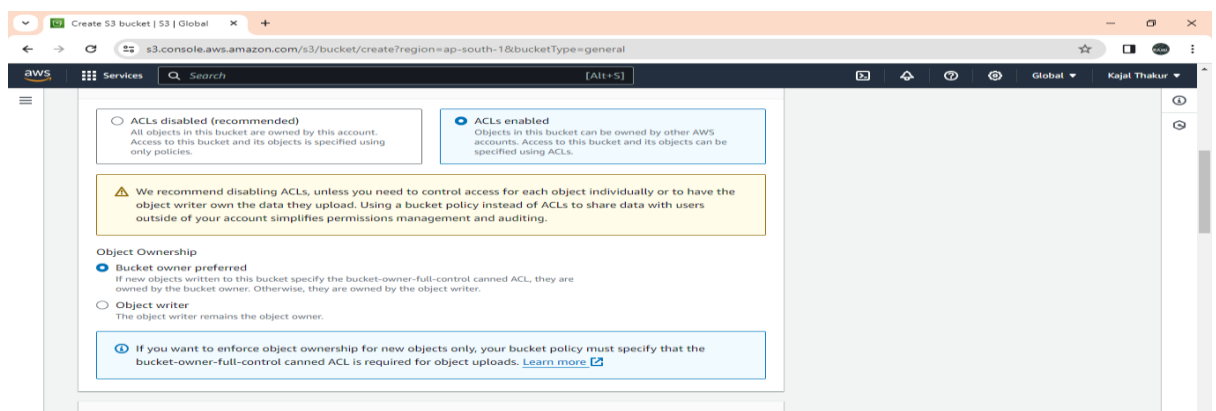 Create S3 bucket | S3 | Global
s3.console.aws.amazon.com/s3/bucket/create?region=ap-south-1&bucketType=general
aws Services Search [Alt+S] Global Kajal Thakur
ACLs disabled (recommended)
All objects in this bucket are owned by this account.
Access to this bucket and its objects is specified using
only policies.
ACLs enabled
Objects in this bucket can be owned by other AWS
accounts. Access to this bucket and its objects can be
specified using ACLs.
We recommend disabling ACLs, unless you need to control access for each object individually or to have the
object writer own the data they upload. Using a bucket policy instead of ACLs to share data with users
outside of your account simplifies permissions management and auditing.
Object Ownership
Bucket owner preferred
If new objects written to this bucket specify the bucket-owner-full-control canned ACL, they are
owned by the bucket owner. Otherwise, they are owned by the object writer.
Object writer
The object writer remains the object owner.
If you want to enforce object ownership for new objects only, your bucket policy must specify that the
bucket-owner-full-control canned ACL is required for object uploads. Learn more